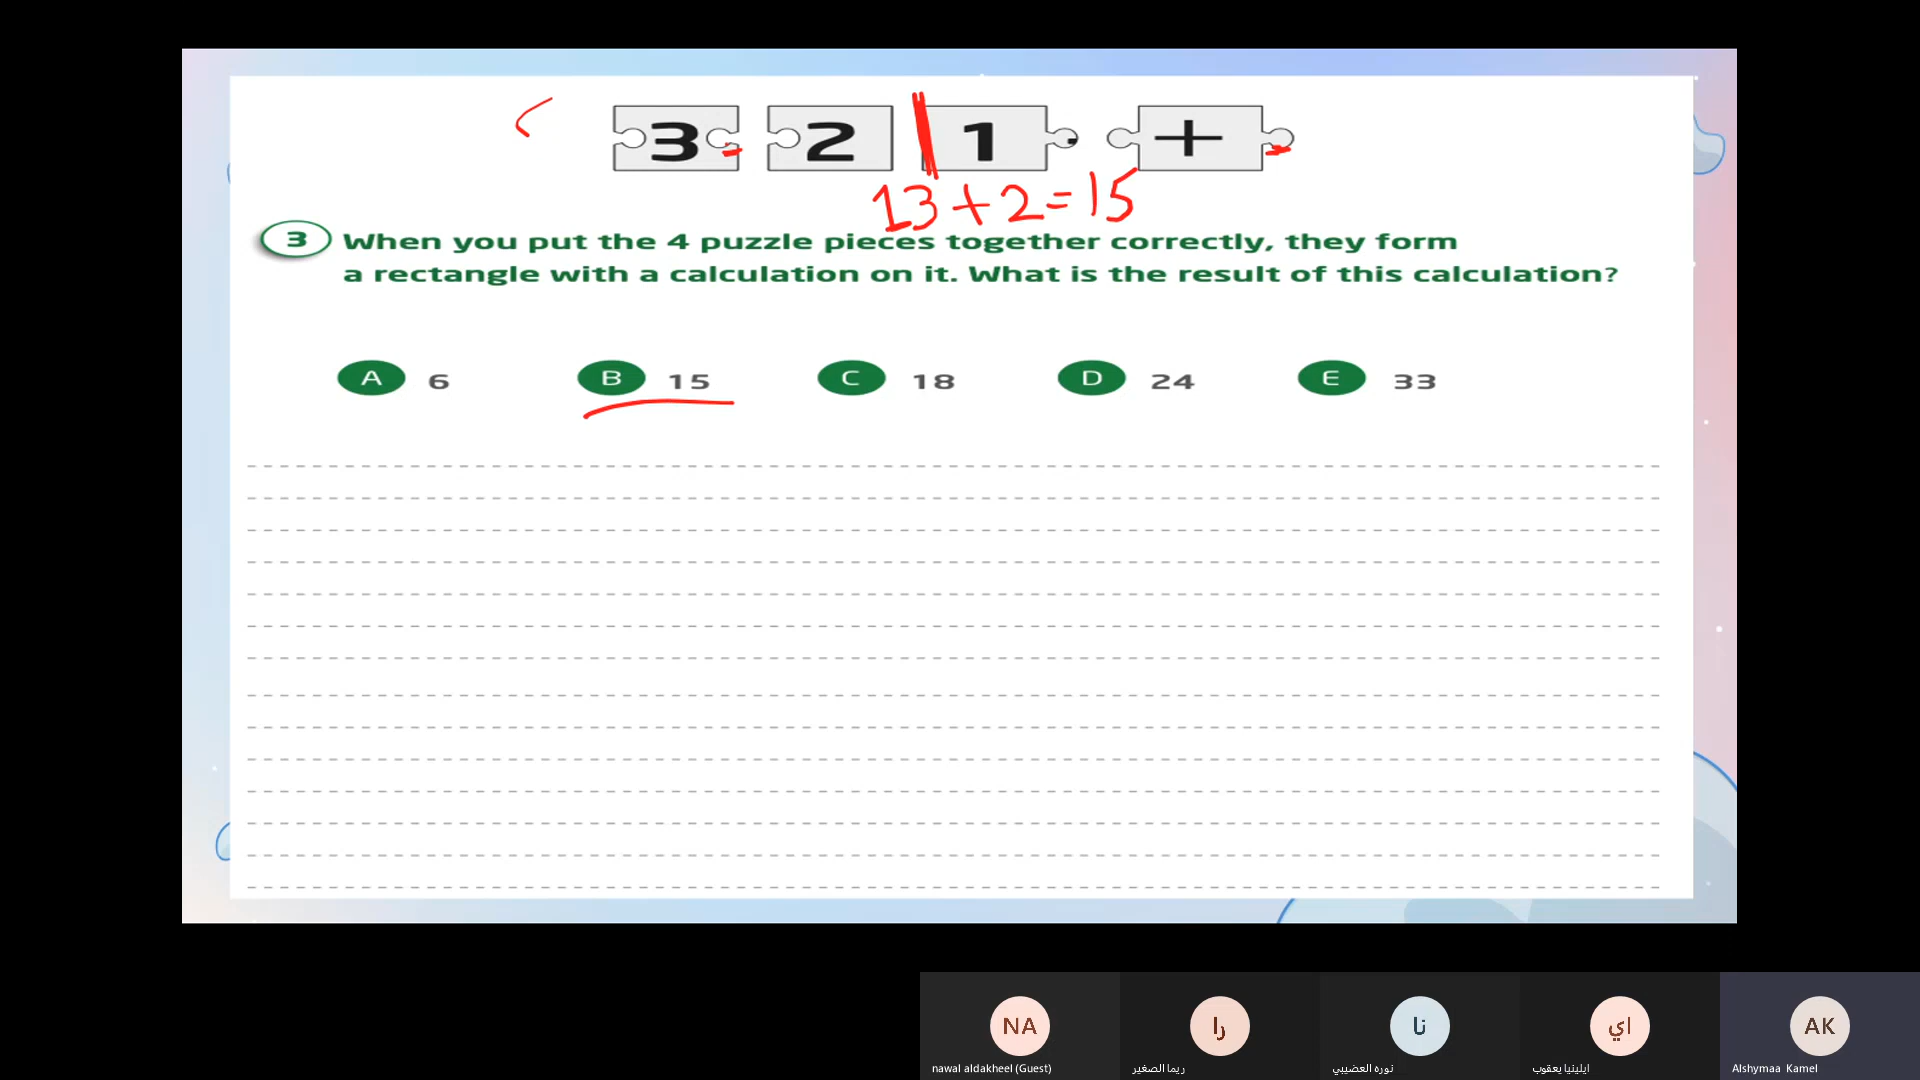 3 2 1 +
13+2=15
3 When you put the 4 puzzle pieces together correctly, they form
a rectangle with a calculation on it. What is the result of this calculation?
A 6 B 15 C 18 D 24 E 33
NA را نا اي AK
nawal aldakheel (Guest) ريما الصغير نوره العضيبي ايلينيا يعقوب Alshymaa Kamel